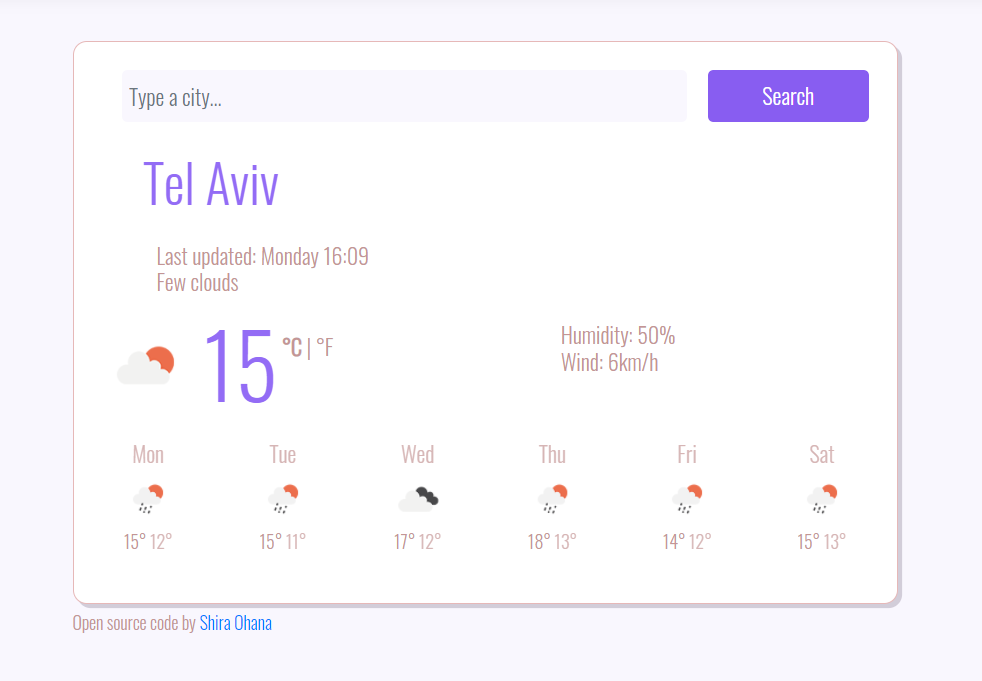 Type a city...
Search
Tel Aviv
Last updated: Monday 16:09
Few clouds
15 °C | °F
Humidity: 50%
Wind: 6km/h
Mon Tue Wed Thu Fri Sat
15° 12° 15° 11° 17° 12° 18° 13° 14° 12° 15° 13°
Open source code by Shira Ohana